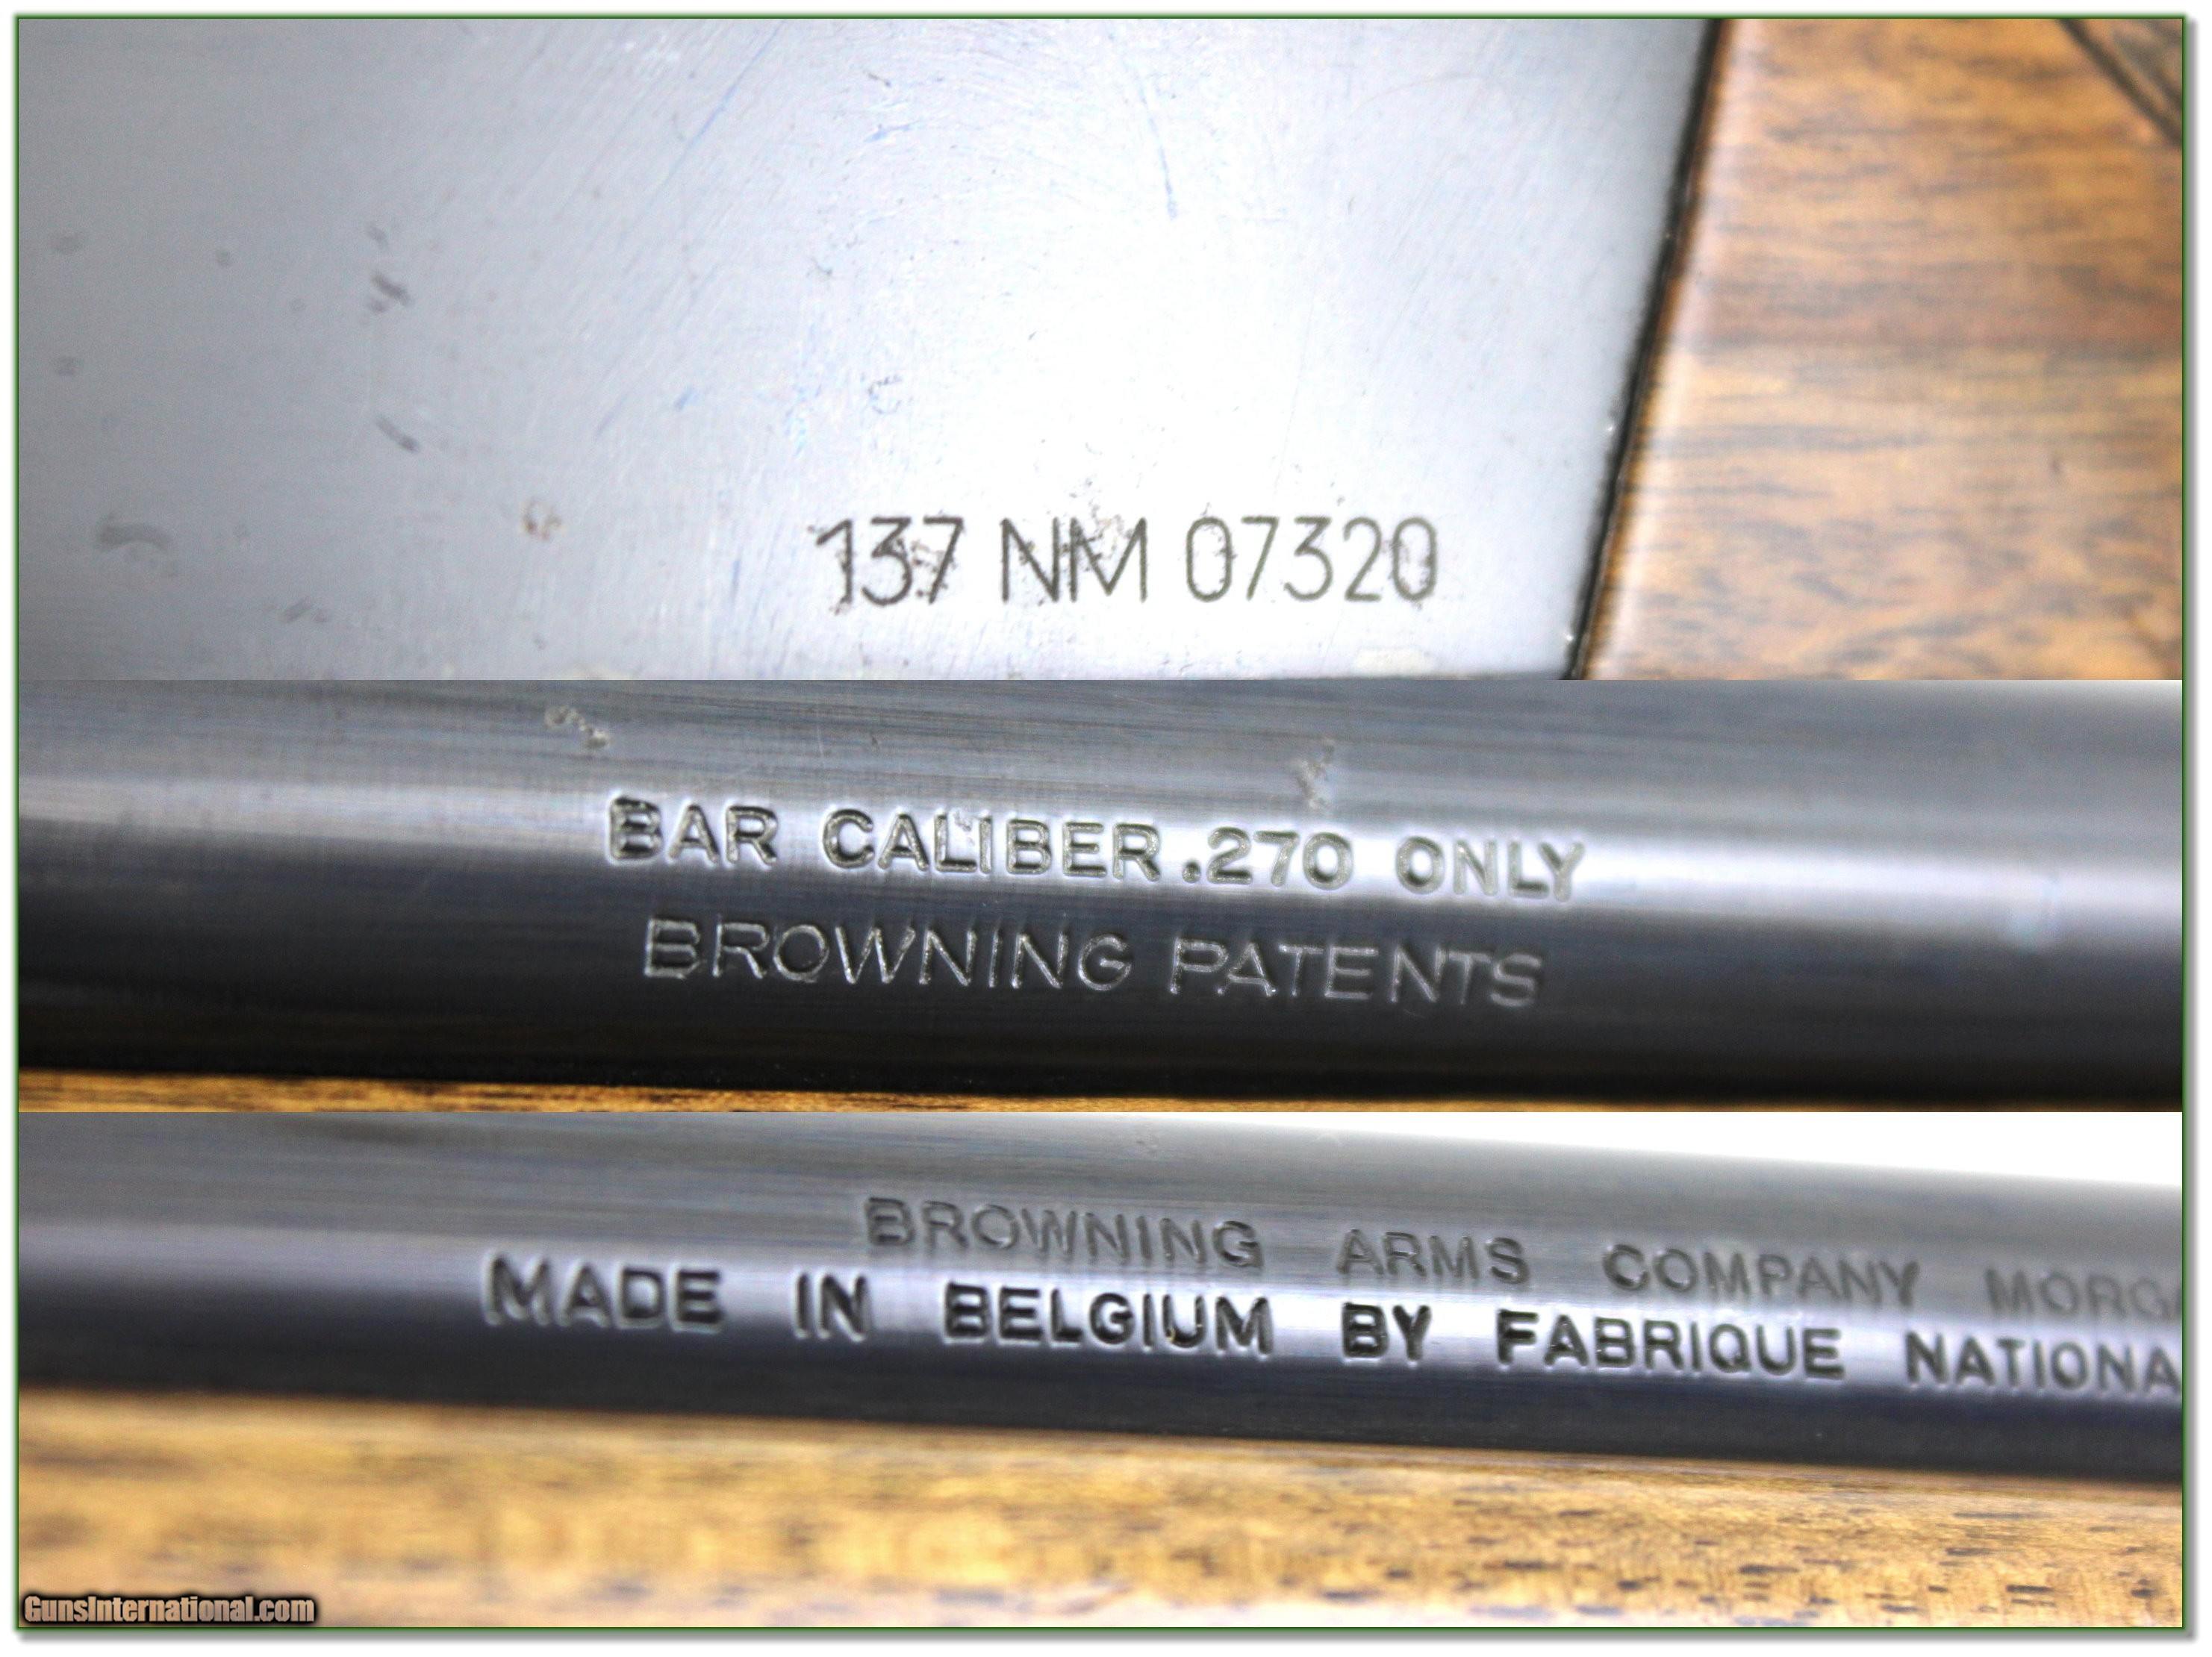 137 NM 07320
BAR CALIBER .270 ONLY
BROWNING PATENTS
BROWNING ARMS COMPANY
MADE IN BELGIUM BY FABRIQUE NATIONA
GunsInternational.com